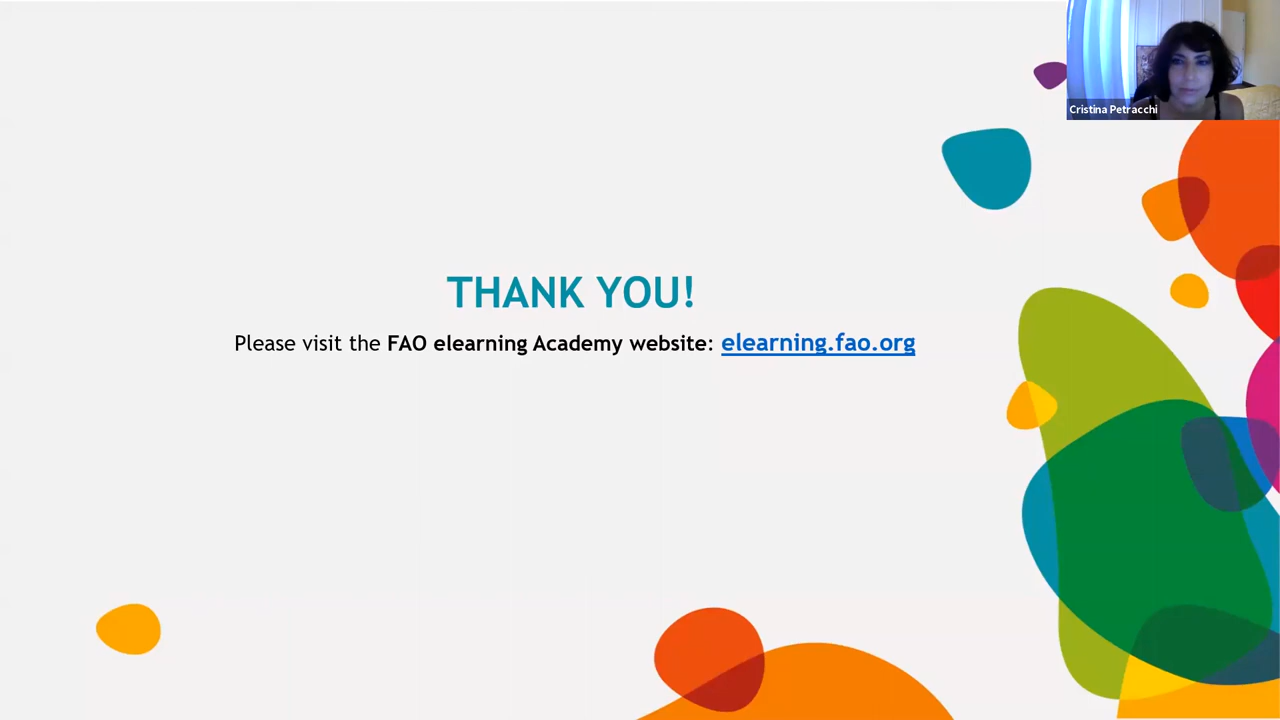 Cristina Petracchi
THANK YOU!
Please visit the FAO elearning Academy website: elearning.fao.org